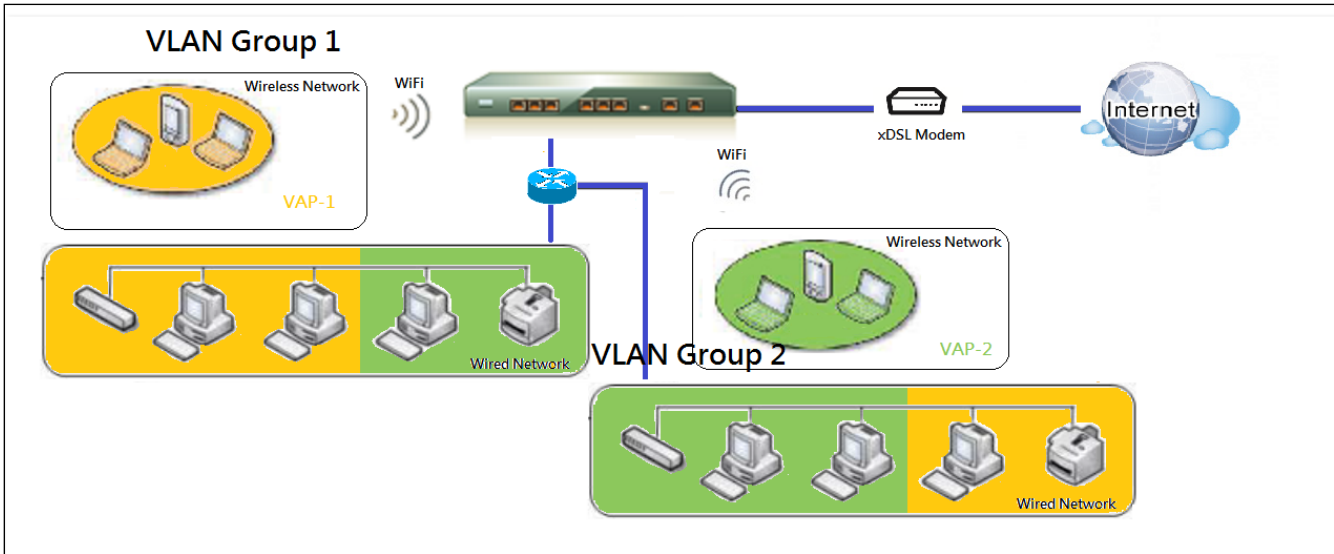 VLAN Group 1
Wireless Network
WiFi
VAP-1
xDSL Modem
Internet
WiFi
Wireless Network
VAP-2
Wired Network
VLAN Group 2
Wired Network